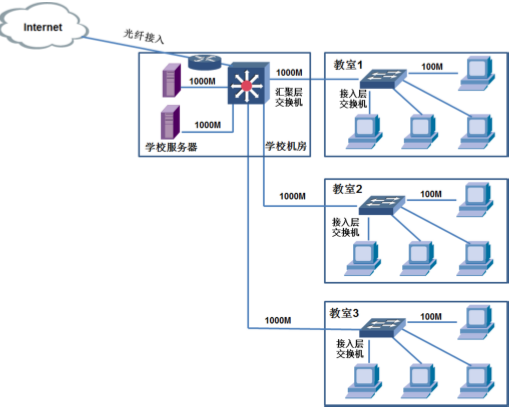 Internet
光纤接入
1000M
1000M
学校服务器
1000M
汇聚层
交换机
学校机房
教室1
100M
接入层
交换机
1000M
教室2
100M
接入层
交换机
1000M
教室3
100M
接入层
交换机